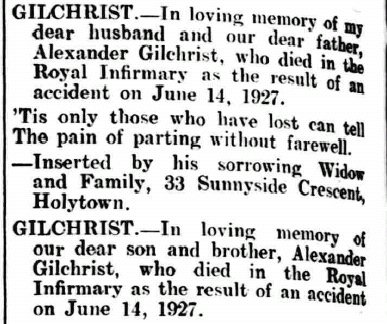 GILCHRIST.—In loving memory of my
dear husband and our dear father,
Alexander Gilchrist, who died in the
Royal Infirmary as the result of an
accident on June 14, 1927.
'Tis only those who have lost can tell
The pain of parting without farewell.
—Inserted by his sorrowing Widow
and Family, 33 Sunnyside Crescent,
Holytown.
GILCHRIST.—In loving memory of
our dear son and brother, Alexander
Gilchrist, who died in the Royal
Infirmary as the result of an accident
on June 14, 1927.